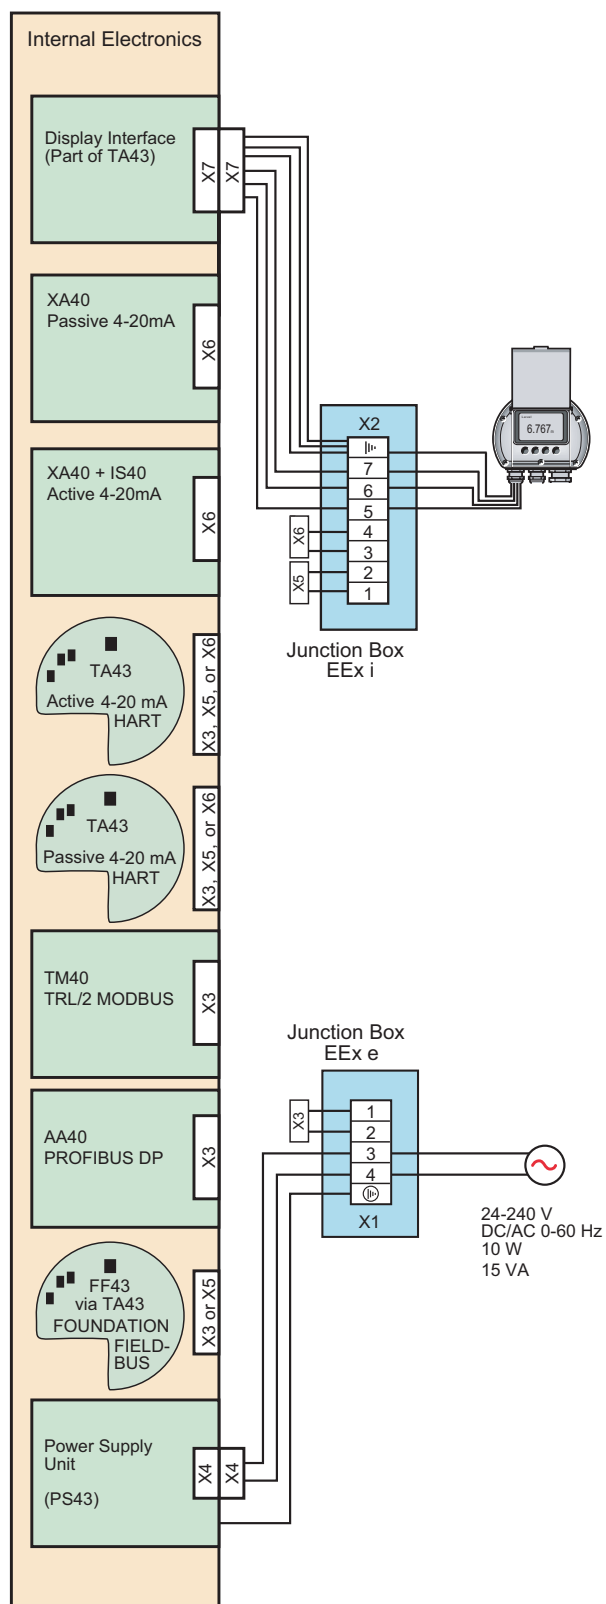 Internal Electronics
Display Interface
(Part of TA43)
X7
X7
XA40
Passive 4-20mA
X6
XA40 + IS40
Active 4-20mA
X6
X2
7
6
5
4
3
2
1
X6
X5
6.767
Junction Box
EEx i
TA43
Active 4-20 mA
HART
X3, X5, or X6
TA43
Passive 4-20 mA
HART
X3, X5, or X6
TM40
TRL/2 MODBUS
X3
Junction Box
EEx e
X3
1
2
3
4
X1
24-240 V
DC/AC 0-60 Hz
10 W
15 VA
AA40
PROFIBUS DP
X3
FF43
via TA43
FOUNDATION
FIELD-
BUS
X3 or X5
Power Supply
Unit
(PS43)
X4
X4